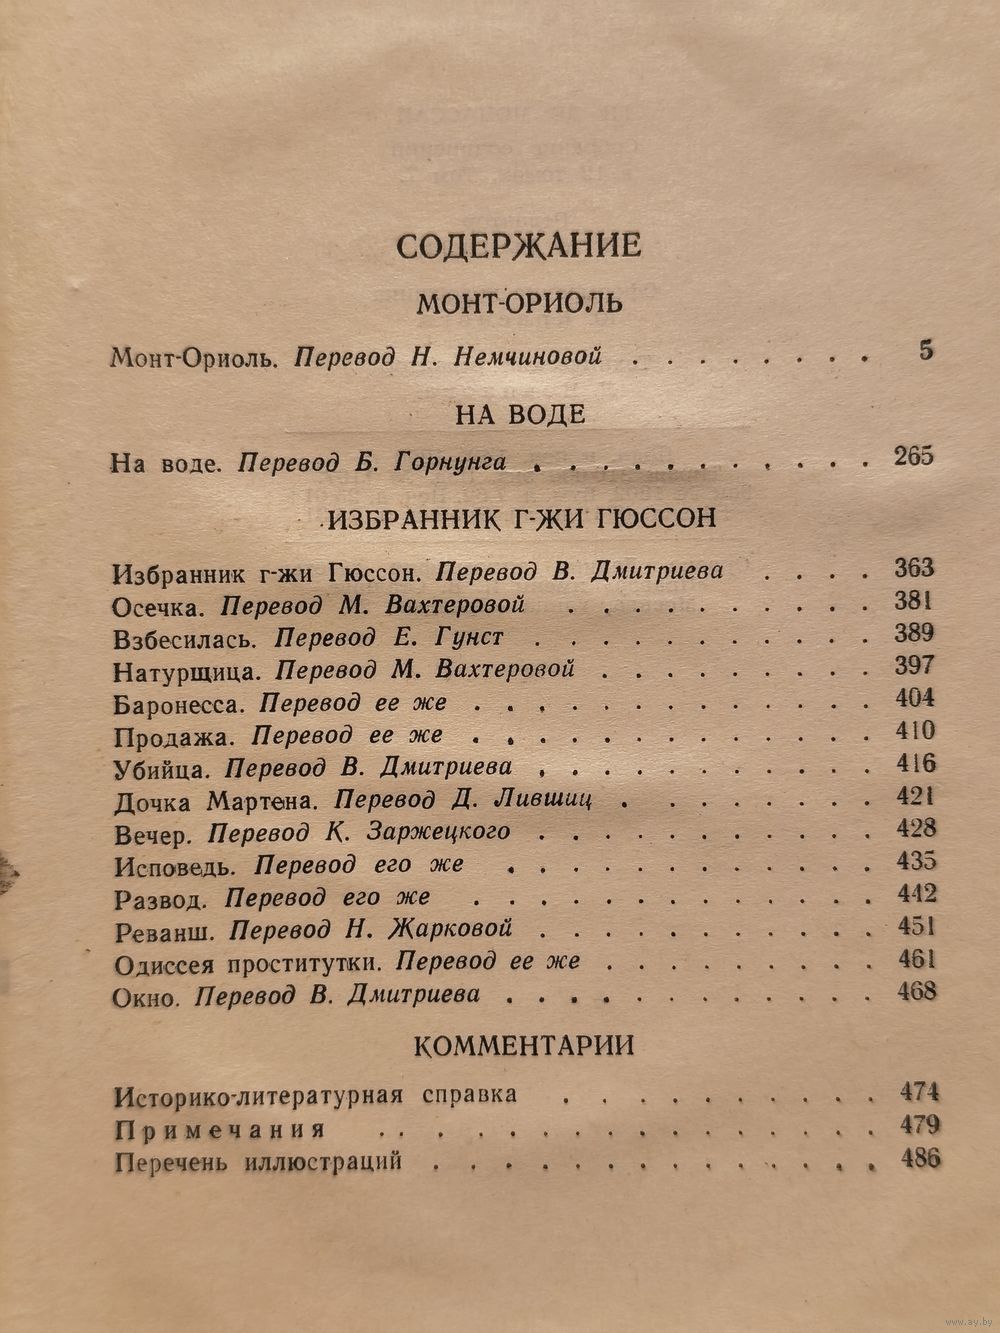 СОДЕРЖАНИЕ
МОНТ-ОРИОЛЬ
Монт-Ориоль. Перевод Н. Немчиновой . . . . . . . . 5
НА ВОДЕ
На воде. Перевод Б. Горнунга . . . . . . . . . . 265
ИЗБРАННИК Г-ЖИ ГЮССОН
Избранник г-жи Гюссон. Перевод В. Дмитриева . . . . 363
Осечка. Перевод М. Вахтеровой . . . . . . . . . 381
Взбесилась. Перевод Е. Гунст . . . . . . . . . . 389
Натурщица. Перевод М. Вахтеровой . . . . . . . . 397
Баронесса. Перевод ее же . . . . . . . . . . . . 404
Продажа. Перевод ее же . . . . . . . . . . . . 410
Убийца. Перевод В. Дмитриева . . . . . . . . . . 416
Дочка Мартена. Перевод Д. Лившиц . . . . . . . . 421
Вечер. Перевод К. Заржецкого . . . . . . . . . . 428
Исповедь. Перевод его же . . . . . . . . . . . 435
Развод. Перевод его же . . . . . . . . . . . . 442
Реванш. Перевод Н. Жарковой . . . . . . . . . . 451
Одиссея проститутки. Перевод ее же . . . . . . . . 461
Окно. Перевод В. Дмитриева . . . . . . . . . . . 468
КОММЕНТАРИИ
Историко-литературная справка . . . . . . . . . 474
Примечания . . . . . . . . . . . . . . 479
Перечень иллюстраций . . . . . . . . . . . . . 486
www.ay.by